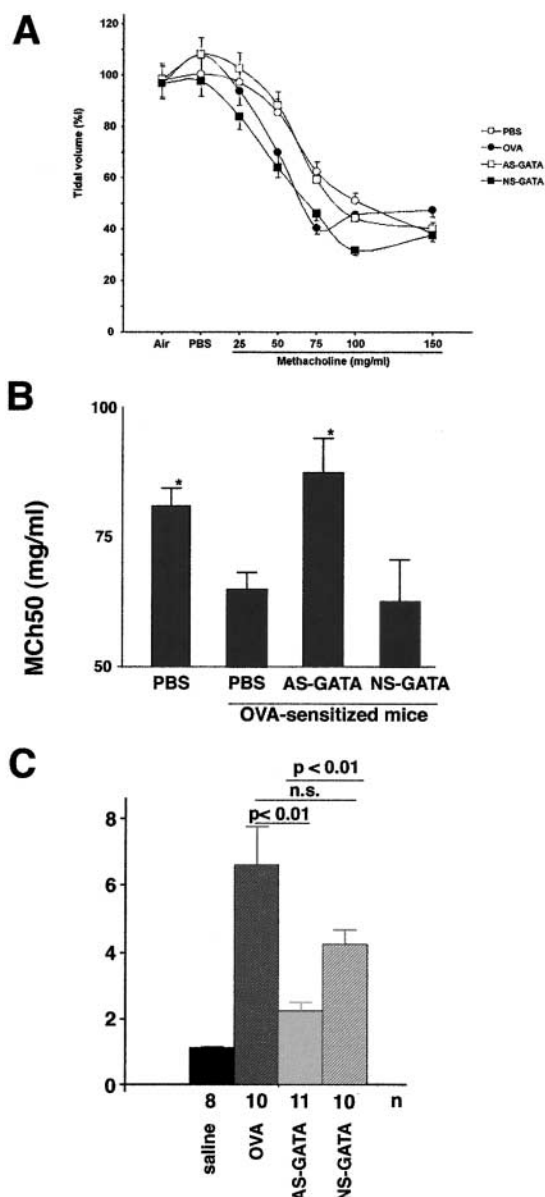 A
Tidal volume (%I)
120
100
80
60
40
20
0
Air PBS 25 50 75 100 150
Methacholine (mg/ml)
PBS
OVA
AS-GATA
NS-GATA
B
MCh50 (mg/ml)
100
75
50
*
*
PBS PBS AS-GATA NS-GATA
OVA-sensitized mice
C
p < 0.01
n.s.
p< 0.01
8
6
4
2
0
8 10 11 10 n
saline
OVA
AS-GATA
NS-GATA